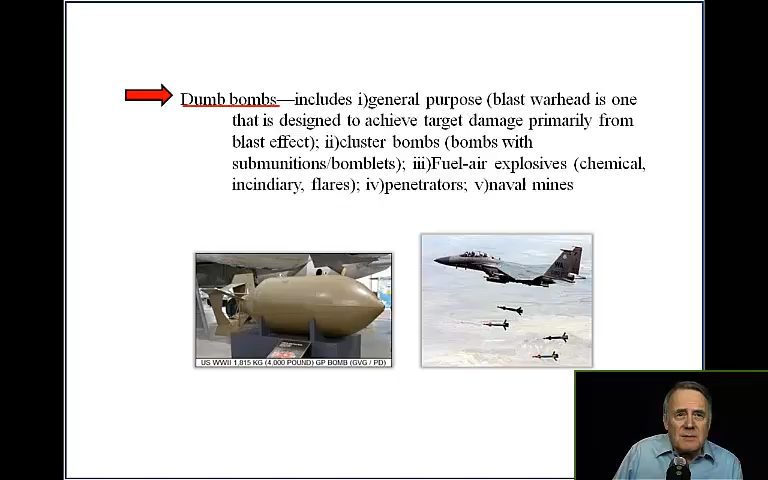 Dumb bombs—includes i)general purpose (blast warhead is one
that is designed to achieve target damage primarily from
blast effect); ii)cluster bombs (bombs with
submunitions/bomblets); iii)Fuel-air explosives (chemical,
incindiary, flares); iv)penetrators; v)naval mines
US WWII 1,815 KG (4,000 POUND) GP BOMB (GVG / PD)